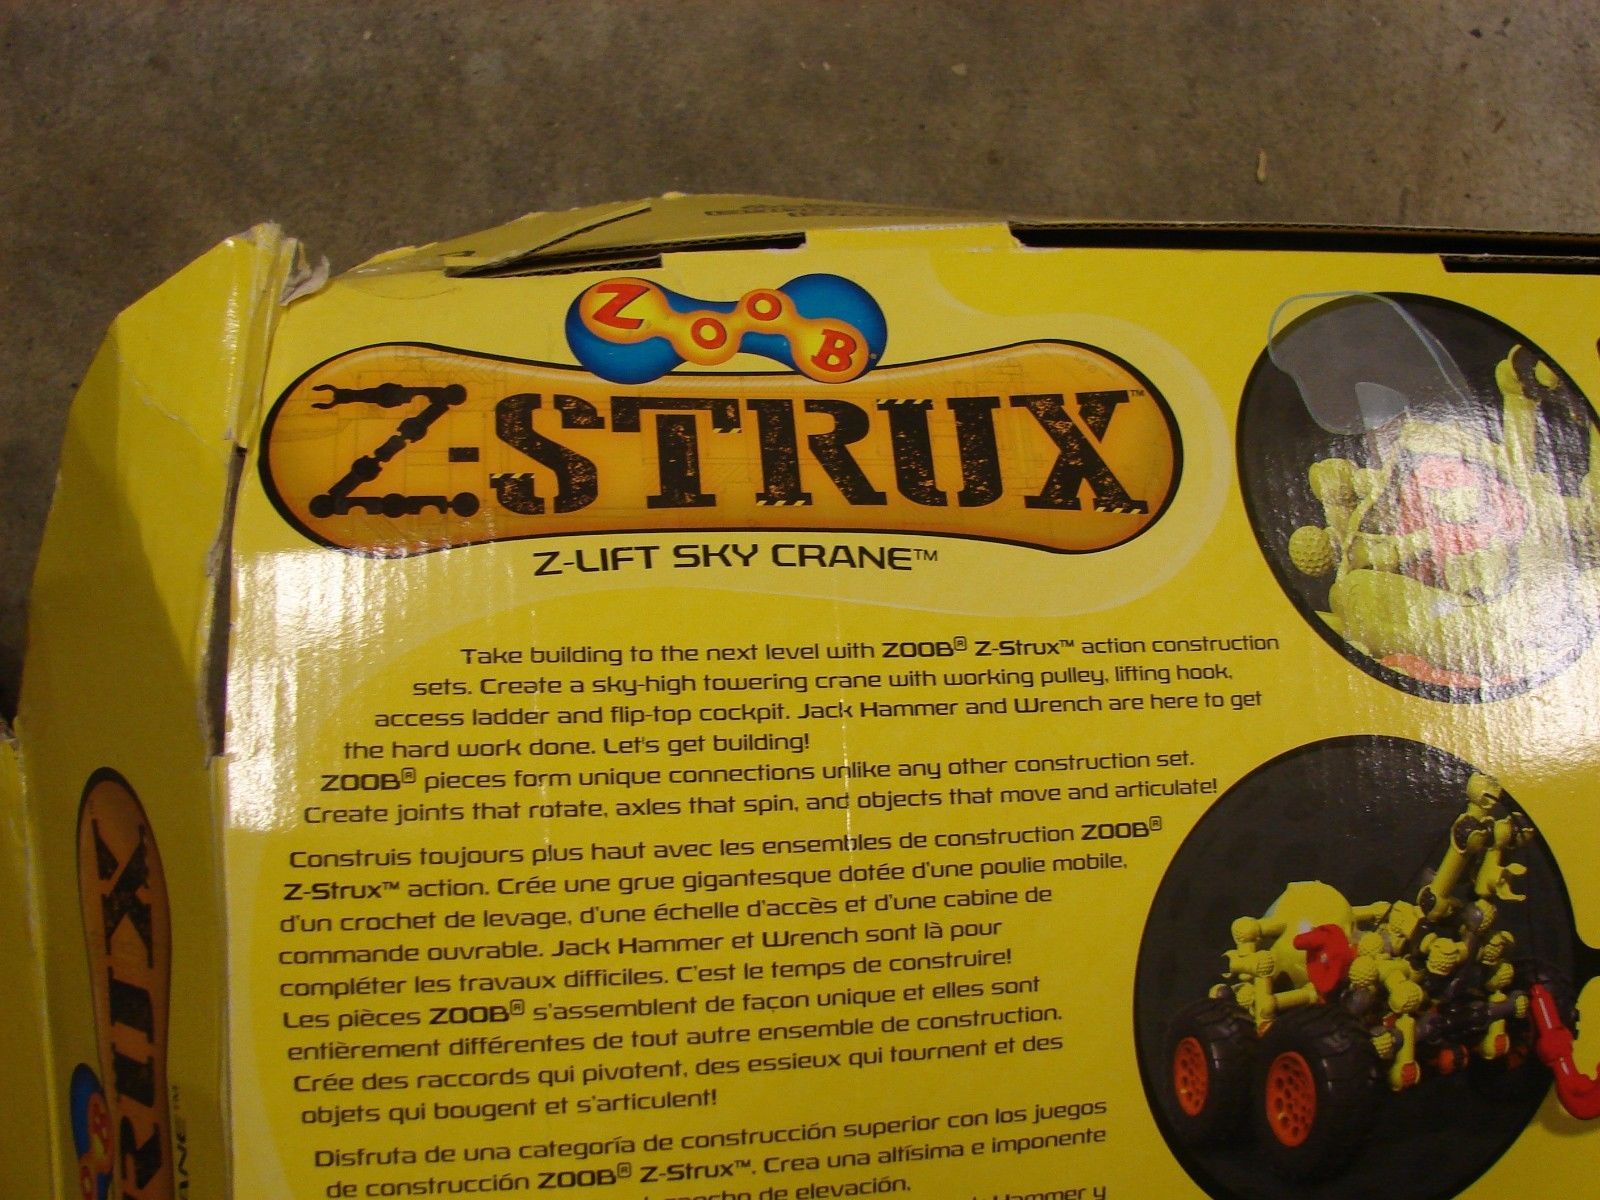 ZOOB
Z-STRUX™
Z-LIFT SKY CRANE™
Take building to the next level with ZOOB® Z-Strux™ action construction
sets. Create a sky-high towering crane with working pulley, lifting hook,
access ladder and flip-top cockpit. Jack Hammer and Wrench are here to get
the hard work done. Let's get building!
ZOOB® pieces form unique connections unlike any other construction set.
Create joints that rotate, axles that spin, and objects that move and articulate!
Construis toujours plus haut avec les ensembles de construction ZOOB®
Z-Strux™ action. Crée une grue gigantesque dotée d'une poulie mobile,
d'un crochet de levage, d'une échelle d'accès et d'une cabine de
commande ouvrable. Jack Hammer et Wrench sont là pour
compléter les travaux difficiles. C'est le temps de construire!
Les pièces ZOOB® s'assemblent de façon unique et elles sont
entièrement différentes de tout autre ensemble de construction.
Crée des raccords qui pivotent, des essieux qui tournent et des
objets qui bougent et s'articulent!
Disfruta de una categoría de construcción superior con los juegos
de construcción ZOOB® Z-Strux™. Crea una altísima e imponente
de elevación,
Hammer y
RUX